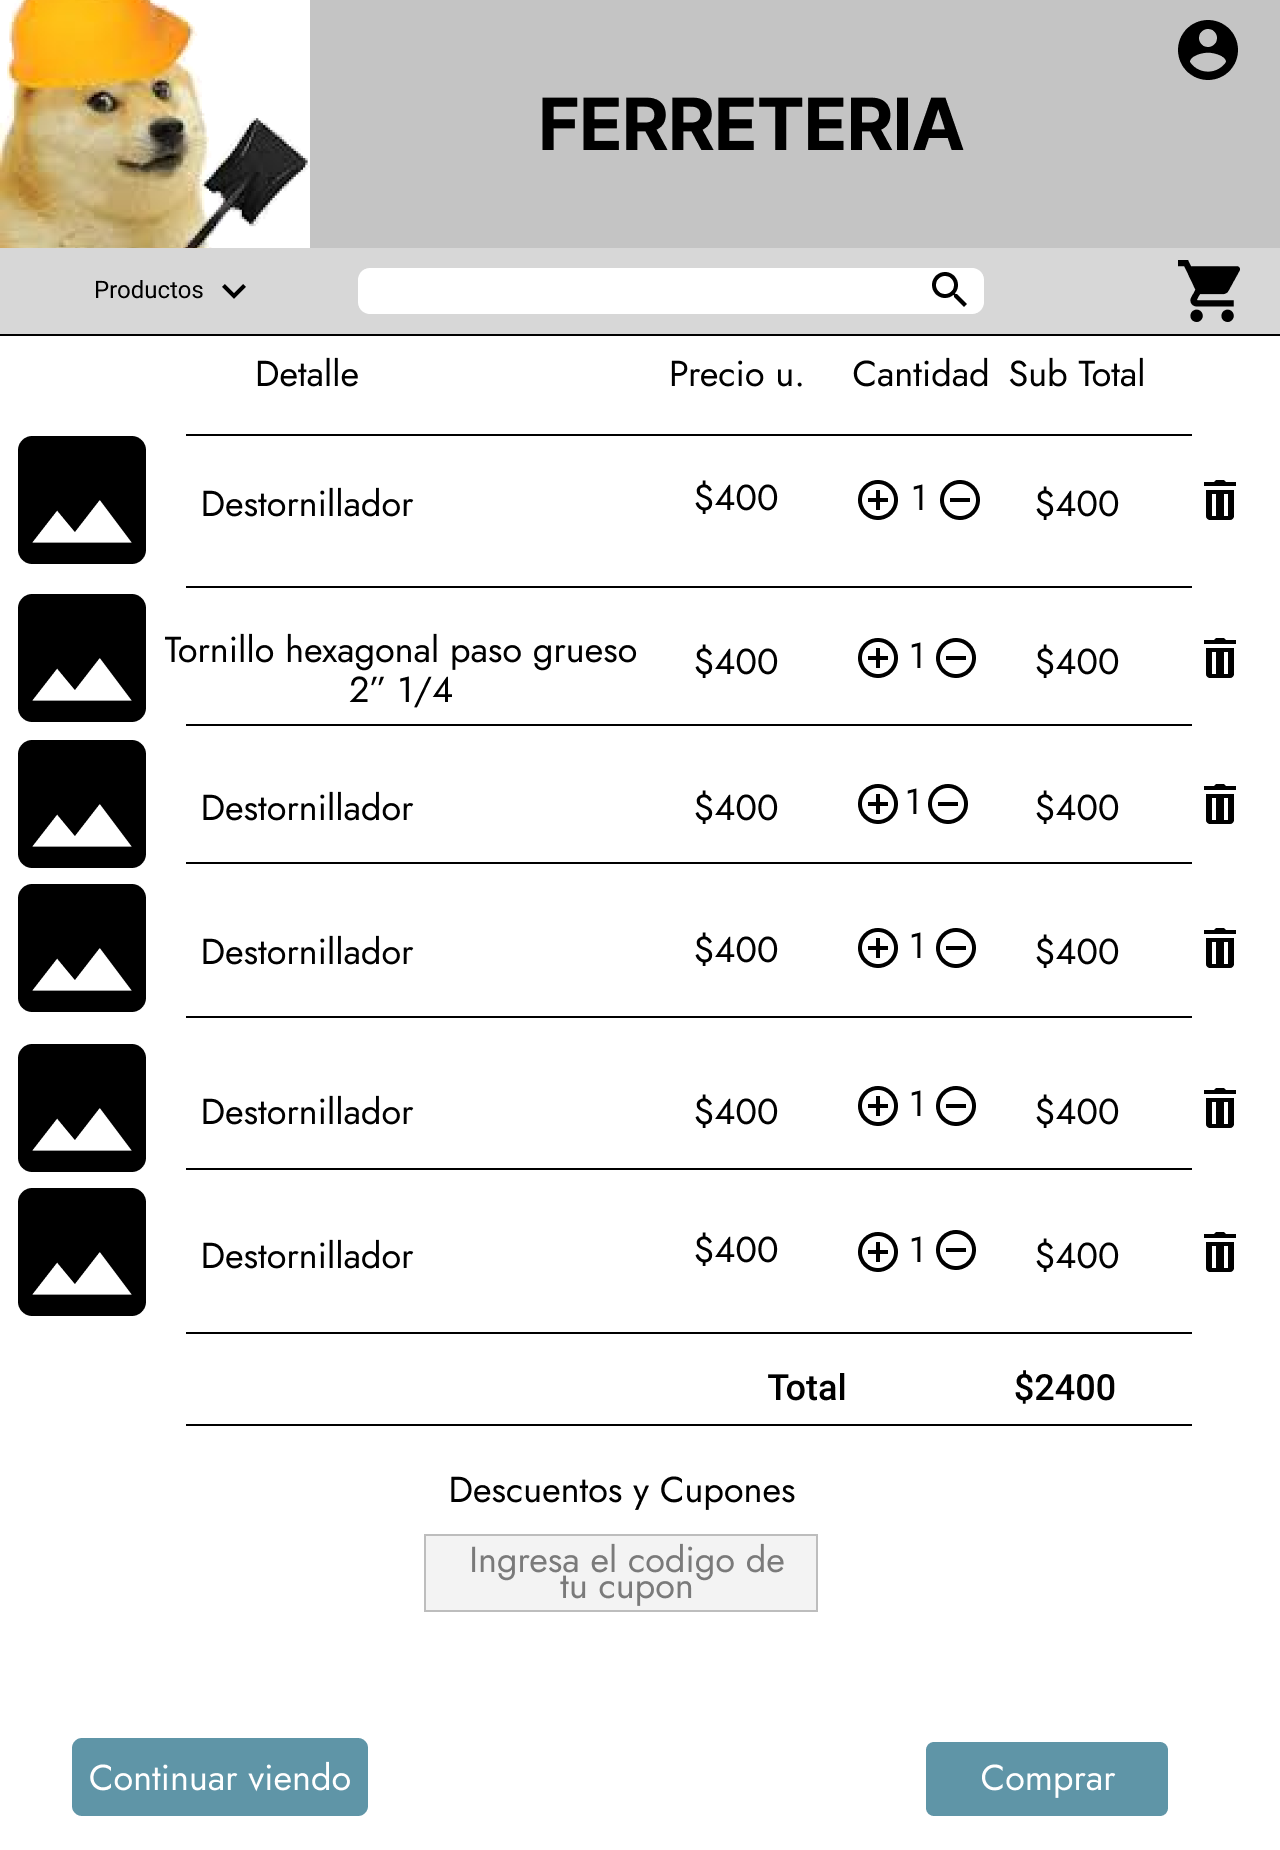 FERRETERIA
Productos
Detalle Precio u. Cantidad Sub Total
Destornillador $400 1 $400
Tornillo hexagonal paso grueso
2” 1/4 $400 1 $400
Destornillador $400 1 $400
Destornillador $400 1 $400
Destornillador $400 1 $400
Destornillador $400 1 $400
Total $2400
Descuentos y Cupones
Ingresa el codigo de
tu cupon
Continuar viendo Comprar